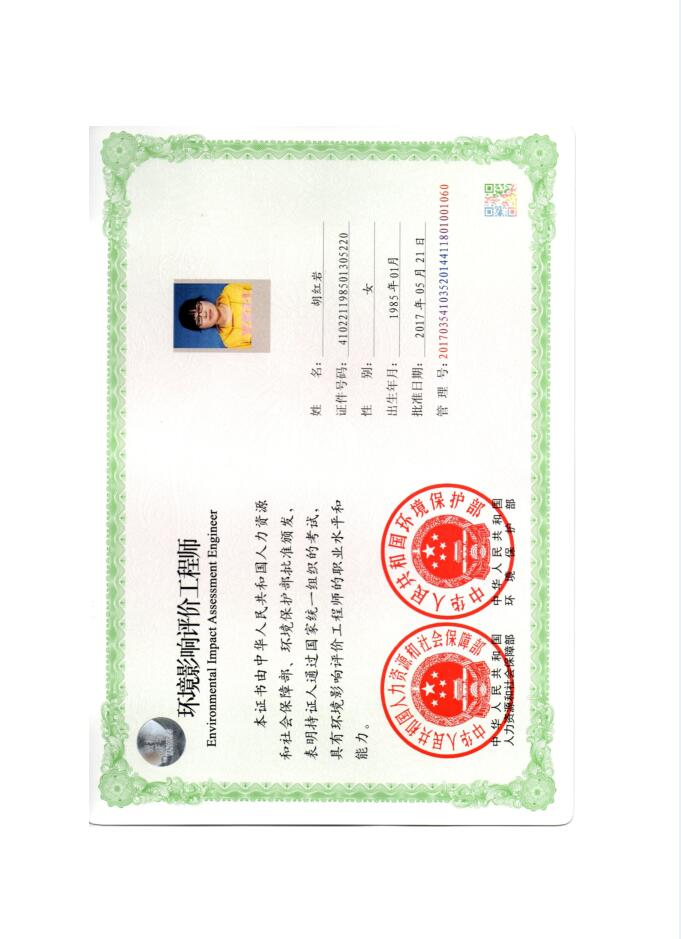 环境影响评价工程师
Environmental Impact Assessment Engineer
本证书由中华人民共和国人力资源
和社会保障部、环境保护部批准颁发，
表明持证人通过国家统一组织的考试，
具有环境影响评价工程师的职业水平和
能力。
中华人民共和国人力资源和社会保障部
中华人民共和国
人力资源和社会保障部
中华人民共和国环境保护部
中华人民共和国
环境保护部
姓 名： 胡红岩
证件号码： 410221198501305220
性 别： 女
出生年月： 1985年01月
批准日期： 2017年05月21日
管 理 号： 2017035410352014411801001060